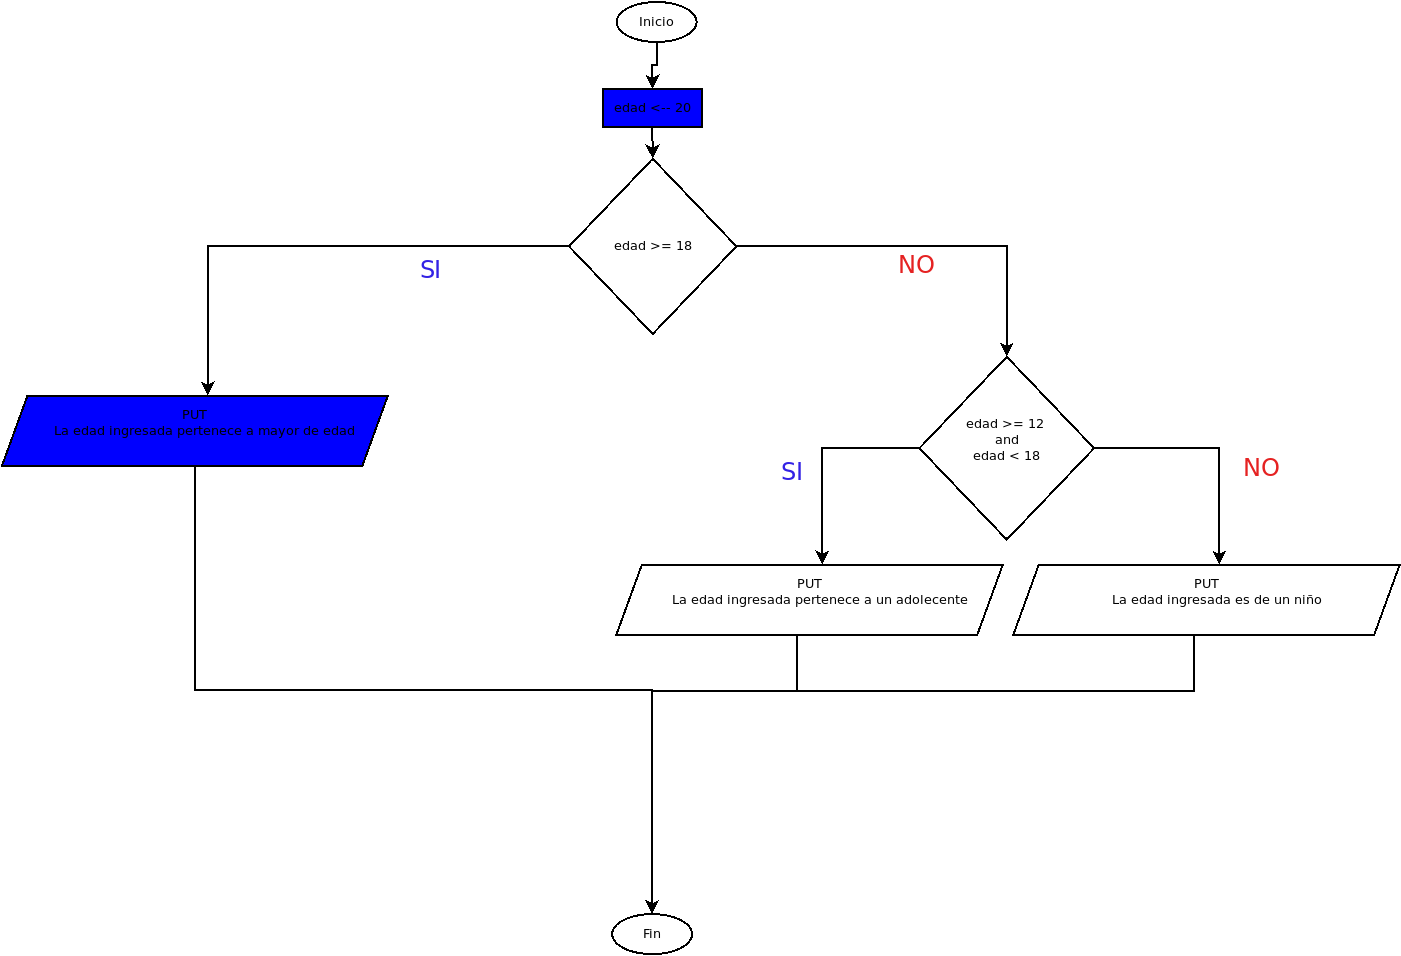 Inicio
edad <-- 20
edad >= 18
SI
NO
PUT
La edad ingresada pertenece a mayor de edad
edad >= 12
and
edad < 18
SI
NO
PUT
La edad ingresada pertenece a un adolecente
PUT
La edad ingresada es de un niño
Fin